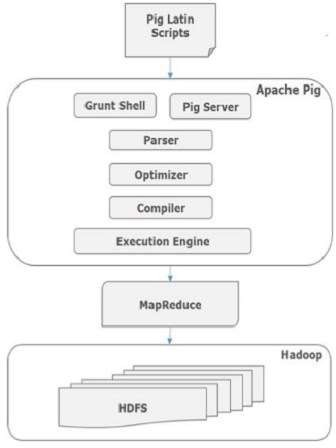 Pig Latin
Scripts
Apache Pig
Grunt Shell
Pig Server
Parser
Optimizer
Compiler
Execution Engine
MapReduce
Hadoop
HDFS